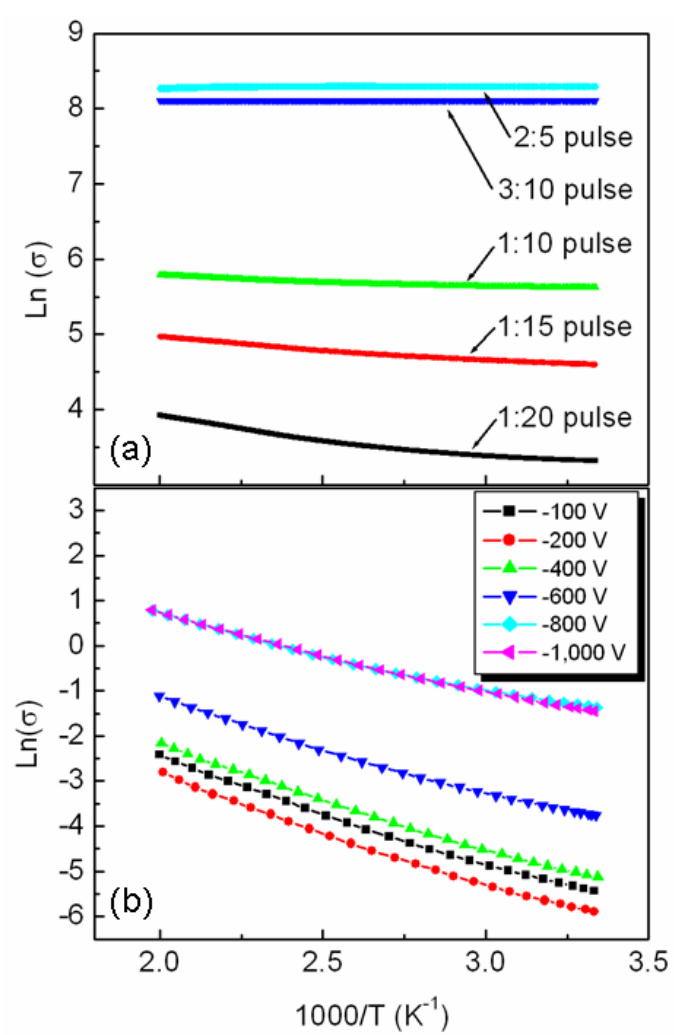 9
8
7
6
5
4
Ln (σ)
2:5 pulse
3:10 pulse
1:10 pulse
1:15 pulse
1:20 pulse
(a)
3
2
1
0
-1
-2
-3
-4
-5
-6
Ln(σ)
-100 V
-200 V
-400 V
-600 V
-800 V
-1,000 V
(b)
2.0 2.5 3.0 3.5
1000/T (K⁻¹)